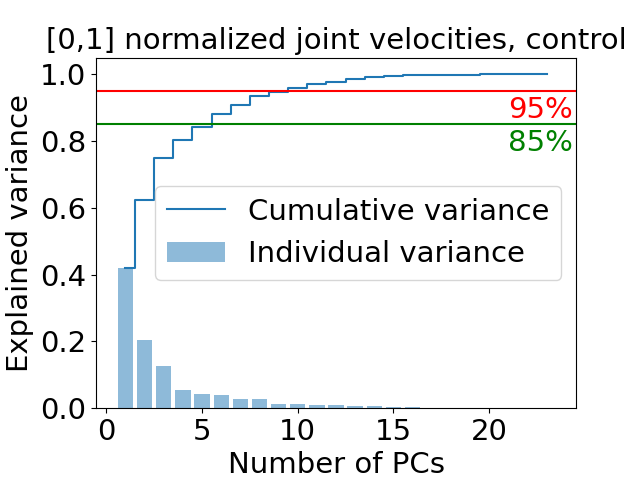 [0,1] normalized joint velocities, control
1.0
0.8
0.6
0.4
0.2
0.0
Explained variance
95%
85%
Cumulative variance
Individual variance
0 5 10 15 20
Number of PCs